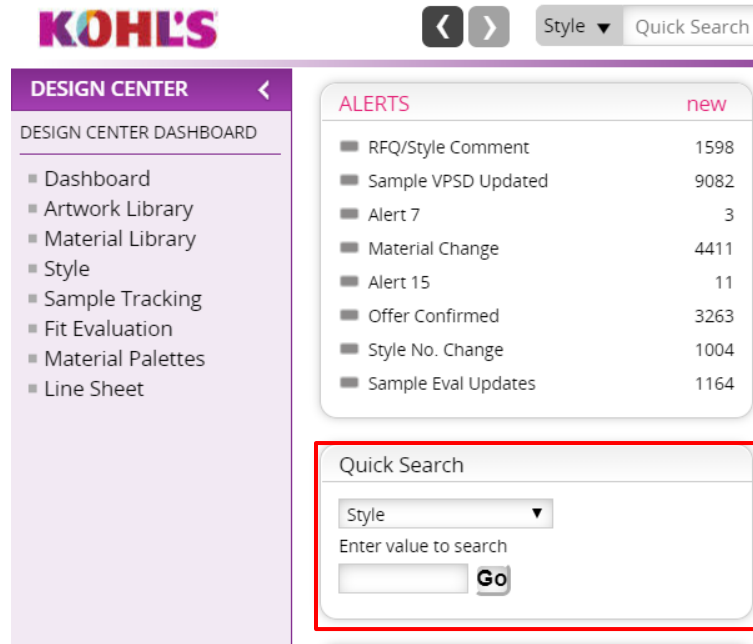 KOHL'S
❮ ❯ Style ▼ Quick Search
DESIGN CENTER
DESIGN CENTER DASHBOARD
Dashboard
Artwork Library
Material Library
Style
Sample Tracking
Fit Evaluation
Material Palettes
Line Sheet
ALERTS new
RFQ/Style Comment 1598
Sample VPSD Updated 9082
Alert 7 3
Material Change 4411
Alert 15 11
Offer Confirmed 3263
Style No. Change 1004
Sample Eval Updates 1164
Quick Search
Style ▼
Enter value to search
Go